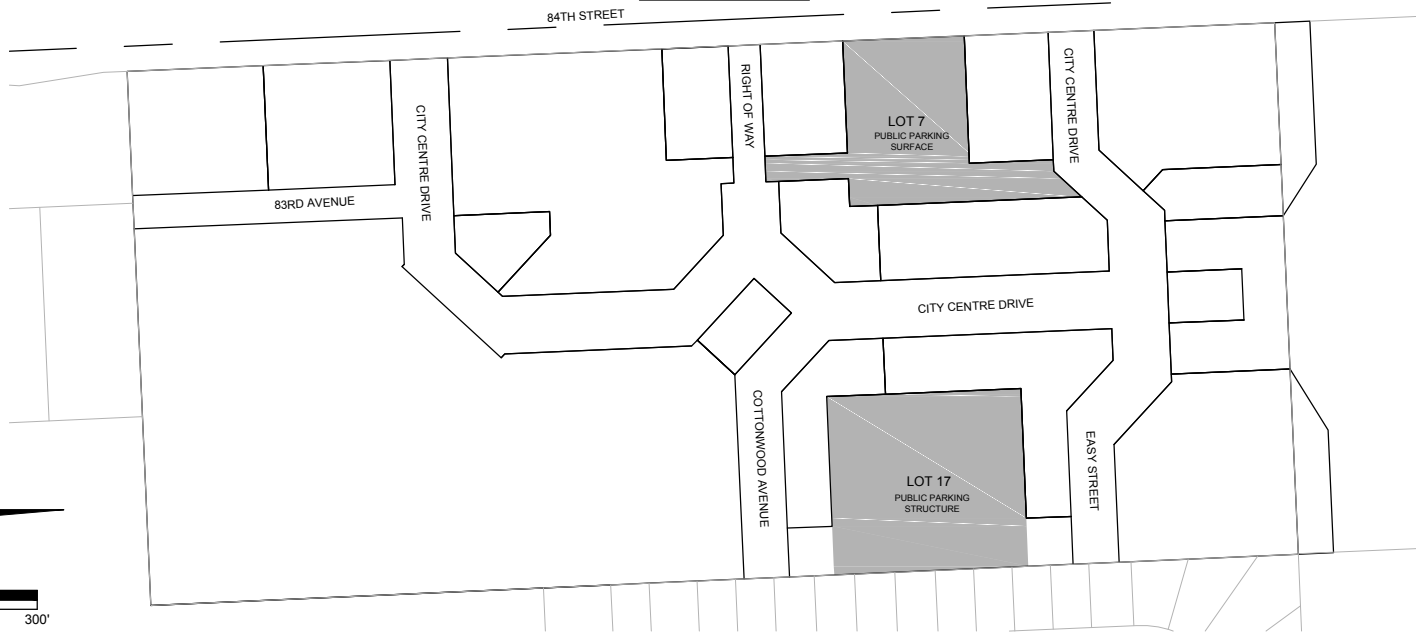 84TH STREET
CITY CENTRE DRIVE
RIGHT OF WAY
CITY CENTRE DRIVE
LOT 7
PUBLIC PARKING
SURFACE
83RD AVENUE
CITY CENTRE DRIVE
COTTONWOOD AVENUE
EASY STREET
LOT 17
PUBLIC PARKING
STRUCTURE
300'